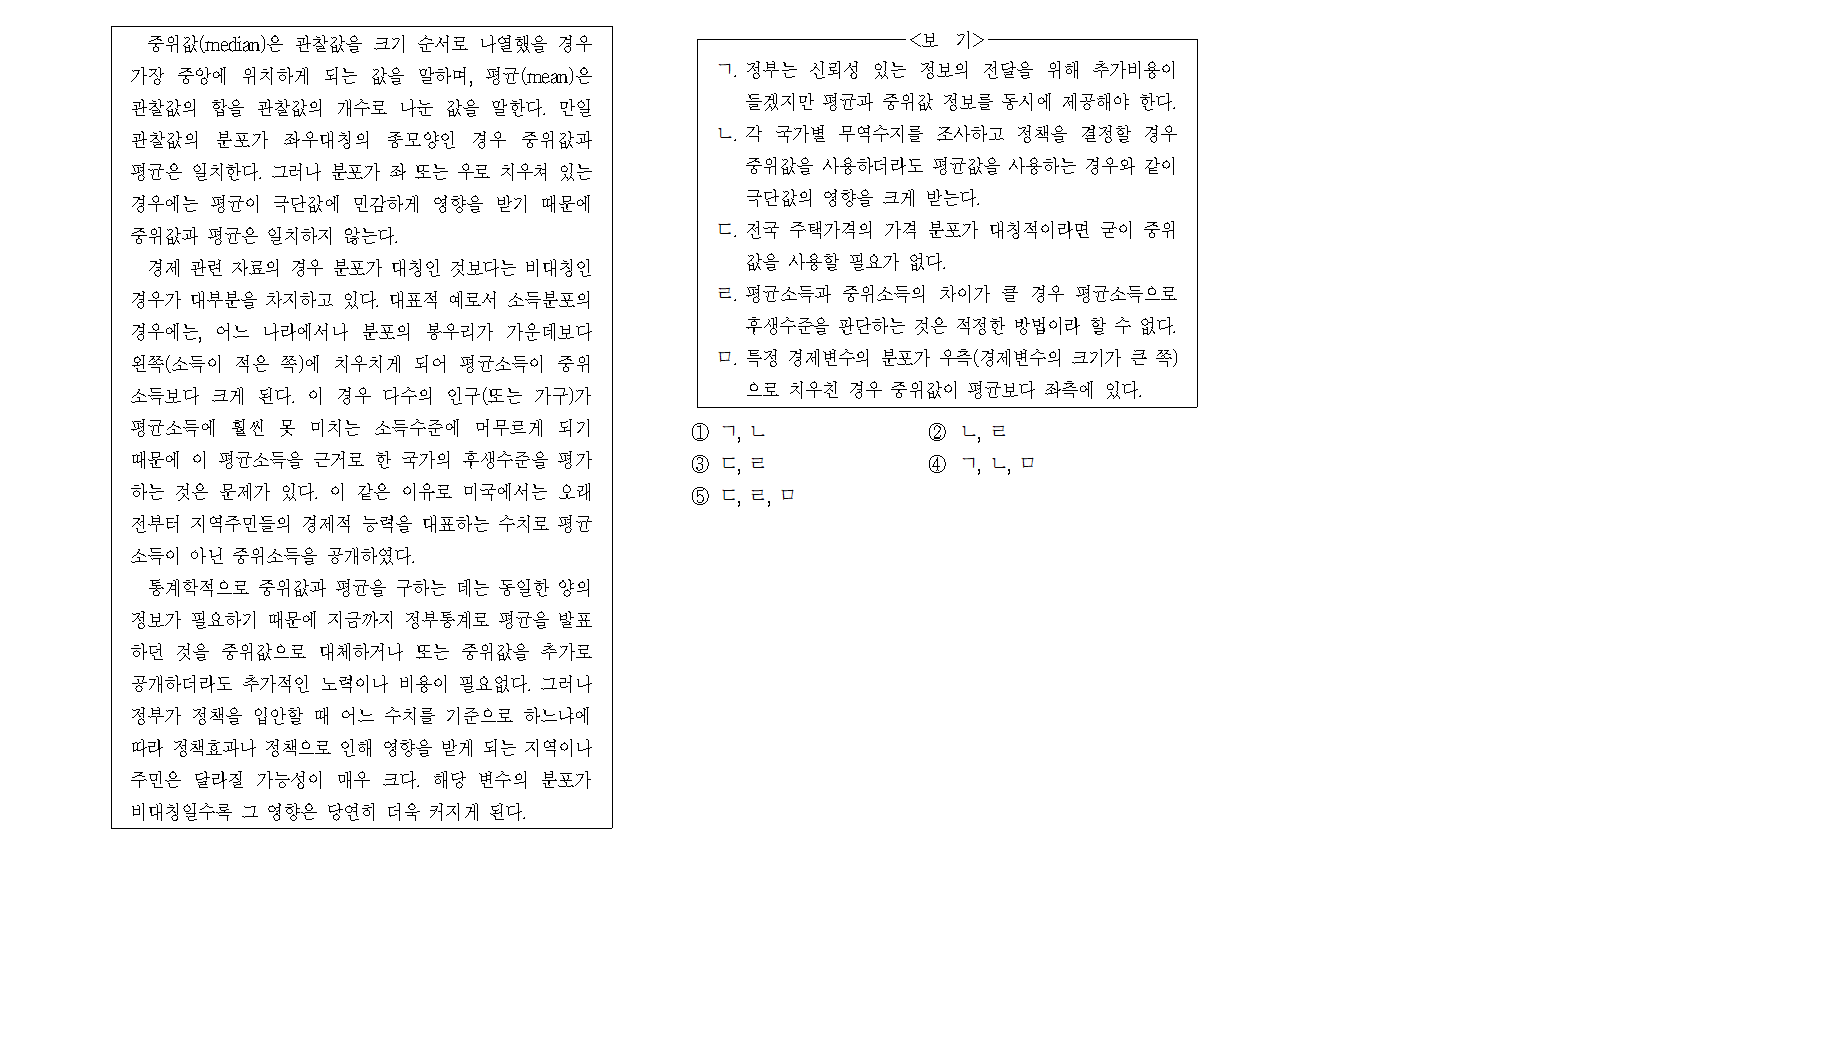 중위값(median)은 관찰값을 크기 순서로 나열했을 경우
가장 중앙에 위치하게 되는 값을 말하며, 평균(mean)은
관찰값의 합을 관찰값의 개수로 나눈 값을 말한다. 만일
관찰값의 분포가 좌우대칭의 종모양인 경우 중위값과
평균은 일치한다. 그러나 분포가 좌 또는 우로 치우쳐 있는
경우에는 평균이 극단값에 민감하게 영향을 받기 때문에
중위값과 평균은 일치하지 않는다.
경제 관련 자료의 경우 분포가 대칭인 것보다는 비대칭인
경우가 대부분을 차지하고 있다. 대표적 예로서 소득분포의
경우에는, 어느 나라에서나 분포의 봉우리가 가운데보다
왼쪽(소득이 적은 쪽)에 치우치게 되어 평균소득이 중위
소득보다 크게 된다. 이 경우 다수의 인구(또는 가구)가
평균소득에 훨씬 못 미치는 소득수준에 머무르게 되기
때문에 이 평균소득을 근거로 한 국가의 후생수준을 평가
하는 것은 문제가 있다. 이 같은 이유로 미국에서는 오래
전부터 지역주민들의 경제적 능력을 대표하는 수치로 평균
소득이 아닌 중위소득을 공개하였다.
통계학적으로 중위값과 평균을 구하는 데는 동일한 양의
정보가 필요하기 때문에 지금까지 정부통계로 평균을 발표
하던 것을 중위값으로 대체하거나 또는 중위값을 추가로
공개하더라도 추가적인 노력이나 비용이 필요없다. 그러나
정부가 정책을 입안할 때 어느 수치를 기준으로 하느냐에
따라 정책효과나 정책으로 인해 영향을 받게 되는 지역이나
주민은 달라질 가능성이 매우 크다. 해당 변수의 분포가
비대칭일수록 그 영향은 당연히 더욱 커지게 된다.
<보 기>
ㄱ. 정부는 신뢰성 있는 정보의 전달을 위해 추가비용이
들겠지만 평균과 중위값 정보를 동시에 제공해야 한다.
ㄴ. 각 국가별 무역수지를 조사하고 정책을 결정할 경우
중위값을 사용하더라도 평균값을 사용하는 경우와 같이
극단값의 영향을 크게 받는다.
ㄷ. 전국 주택가격의 가격 분포가 대칭적이라면 굳이 중위
값을 사용할 필요가 없다.
ㄹ. 평균소득과 중위소득의 차이가 클 경우 평균소득으로
후생수준을 판단하는 것은 적정한 방법이라 할 수 없다.
ㅁ. 특정 경제변수의 분포가 우측(경제변수의 크기가 큰 쪽)
으로 치우친 경우 중위값이 평균보다 좌측에 있다.
① ㄱ, ㄴ ② ㄴ, ㄹ
③ ㄷ, ㄹ ④ ㄱ, ㄴ, ㅁ
⑤ ㄷ, ㄹ, ㅁ